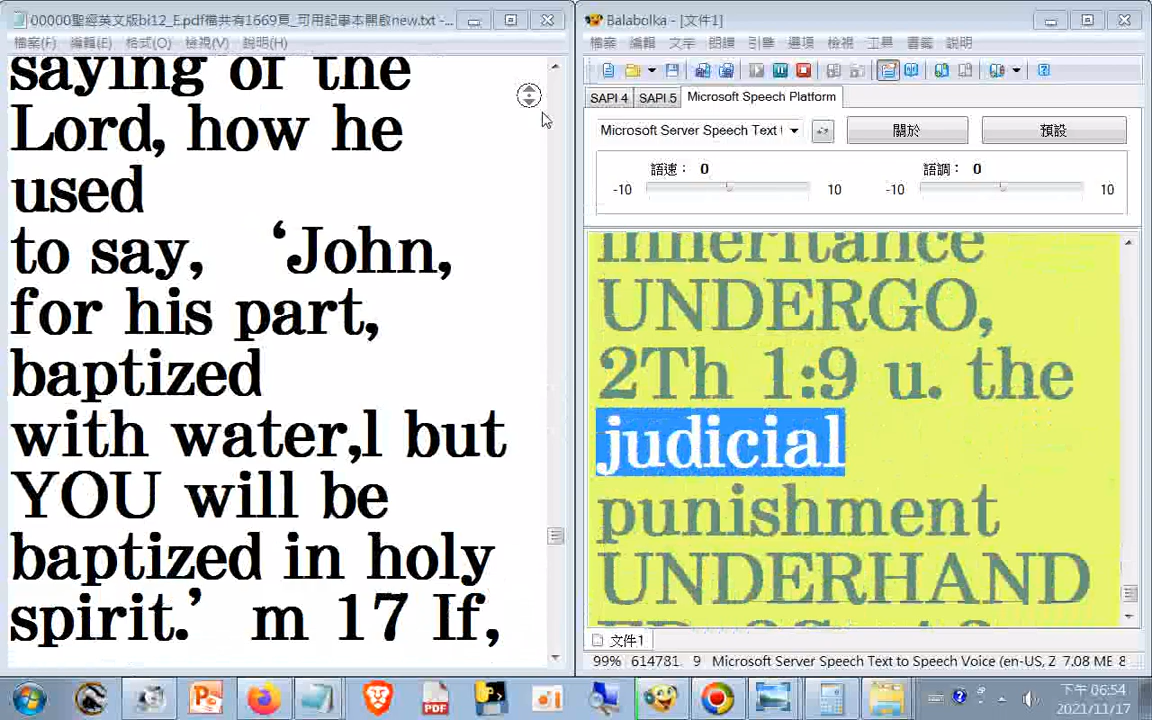 00000聖經英文版bi12_E.pdf檔共有1669頁_可用記事本開啟new.txt -...
檔案(F) 編輯(E) 格式(O) 檢視(V) 說明(H)
saying of the
Lord, how he
used
to say, ‘John,
for his part,
baptized
with water,l but
YOU will be
baptized in holy
spirit.’ m 17 If,
Balabolka - [文件1]
檔案 編輯 文字 朗讀 引擎 選項 檢視 工具 書籤 說明
SAPI 4 SAPI 5 Microsoft Speech Platform
Microsoft Server Speech Text 關於 預設
語速： 0 語調： 0
-10 10 -10 10
inheritance
UNDERGO,
2Th 1:9 u. the
judicial
punishment
UNDERHAND
文件1
99% 614781. 9 Microsoft Server Speech Text to Speech Voice (en-US, Z 7.08 ME 8
PDF
下午 06:54
2021/11/17